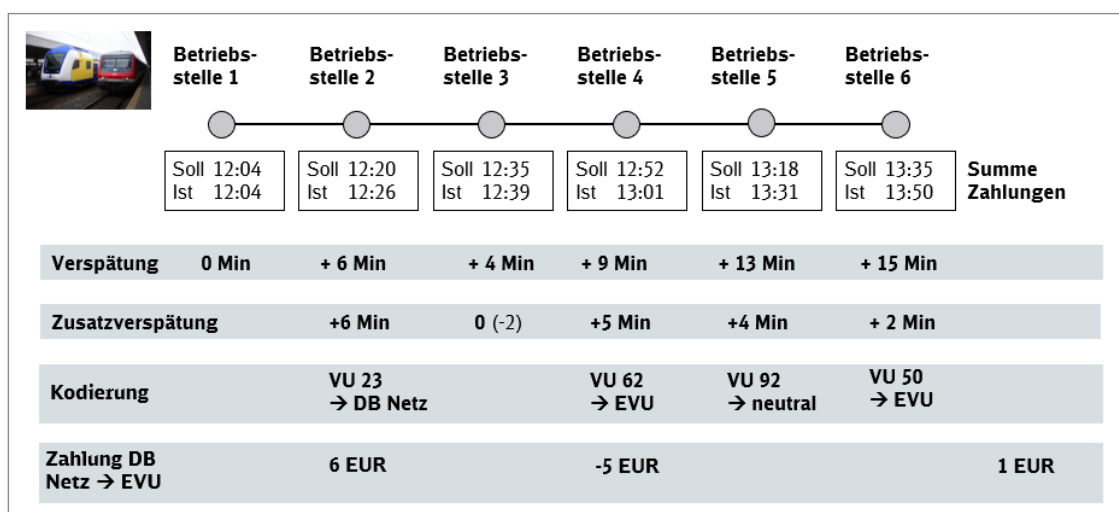 Betriebs-
stelle 1
Betriebs-
stelle 2
Betriebs-
stelle 3
Betriebs-
stelle 4
Betriebs-
stelle 5
Betriebs-
stelle 6
Soll 12:04
Ist 12:04
Soll 12:20
Ist 12:26
Soll 12:35
Ist 12:39
Soll 12:52
Ist 13:01
Soll 13:18
Ist 13:31
Soll 13:35
Ist 13:50
Summe
Zahlungen
Verspätung 0 Min + 6 Min + 4 Min + 9 Min + 13 Min + 15 Min
Zusatzverspätung +6 Min 0 (-2) +5 Min +4 Min + 2 Min
Kodierung
VU 23
→ DB Netz
VU 62
→ EVU
VU 92
→ neutral
VU 50
→ EVU
Zahlung DB
Netz → EVU
6 EUR -5 EUR 1 EUR